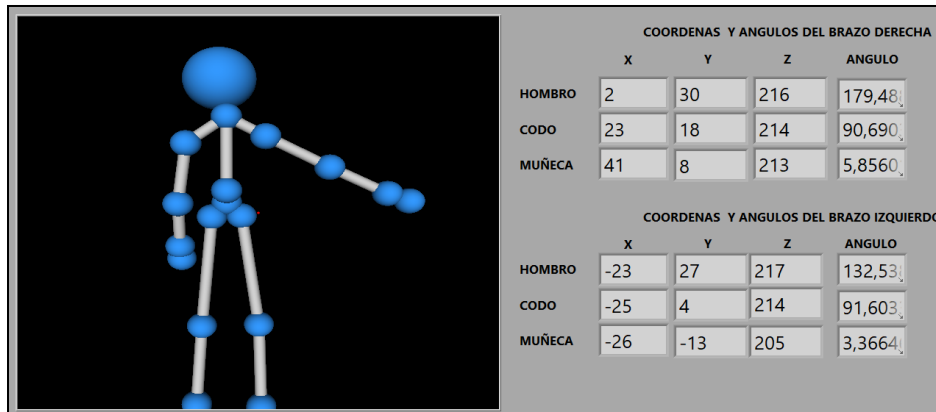 COORDENAS Y ANGULOS DEL BRAZO DERECHA
X Y Z ANGULO
HOMBRO 2 30 216 179,48
CODO 23 18 214 90,690
MUÑECA 41 8 213 5,8560
COORDENAS Y ANGULOS DEL BRAZO IZQUIERDO
X Y Z ANGULO
HOMBRO -23 27 217 132,53
CODO -25 4 214 91,603
MUÑECA -26 -13 205 3,3664